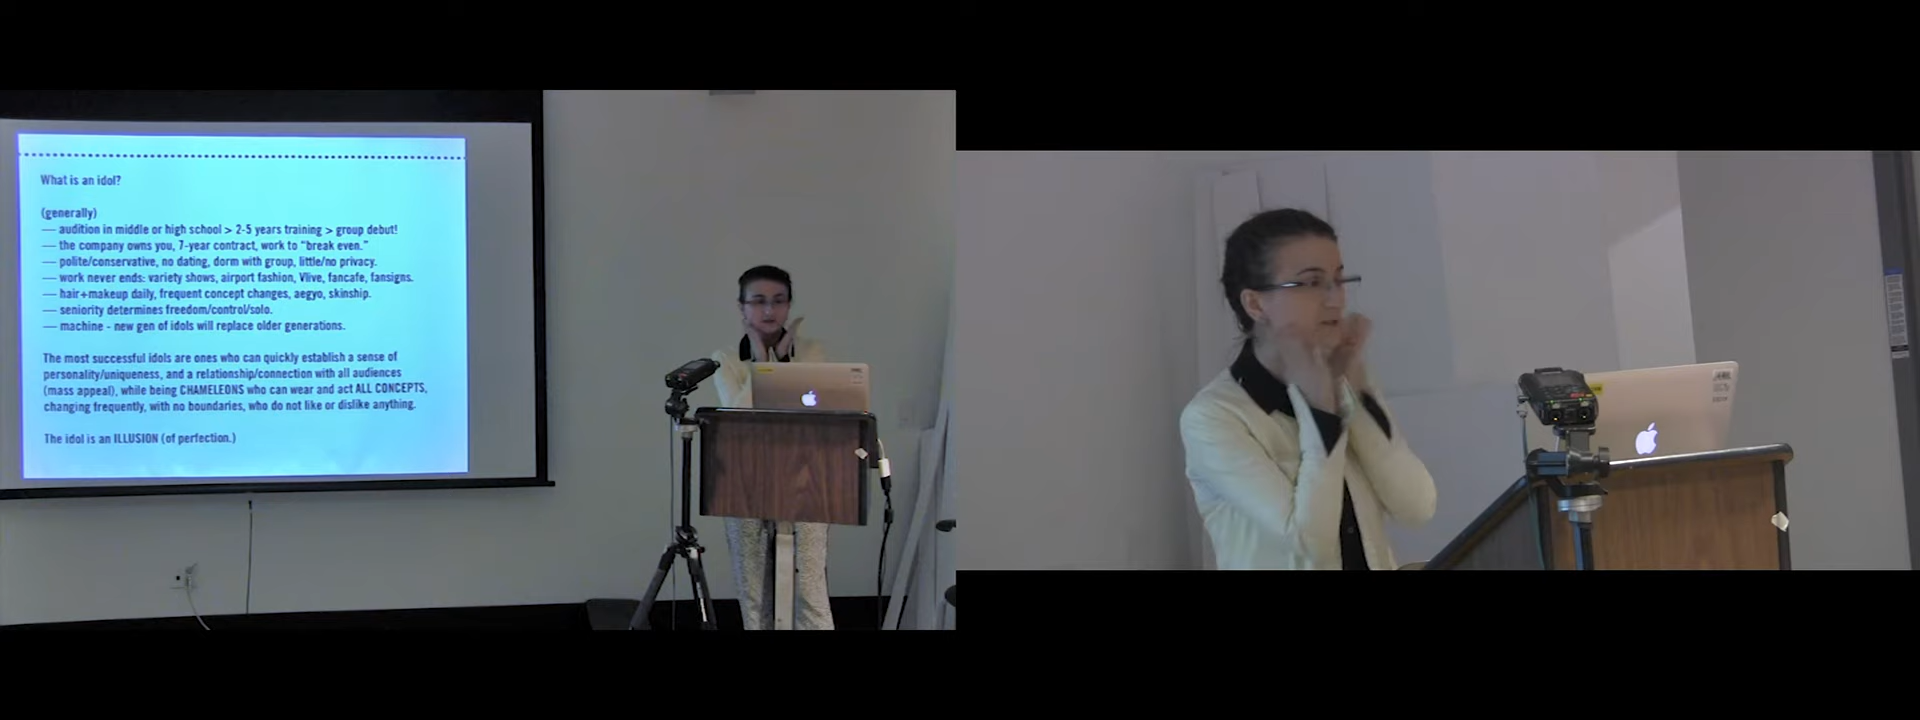 What is an idol?
(generally)
— audition in middle or high school > 2-5 years training > group debut!
— the company owns you, 7-year contract, work to “break even.”
— polite/conservative, no dating, dorm with group, little/no privacy.
— work never ends: variety shows, airport fashion, Vlive, fancafe, fansigns.
— hair+makeup daily, frequent concept changes, aegyo, skinship.
— seniority determines freedom/control/solo.
— machine - new gen of idols will replace older generations.
The most successful idols are ones who can quickly establish a sense of
personality/uniqueness, and a relationship/connection with all audiences
(mass appeal), while being CHAMELEONS who can wear and act ALL CONCEPTS,
changing frequently, with no boundaries, who do not like or dislike anything.
The idol is an ILLUSION (of perfection.)